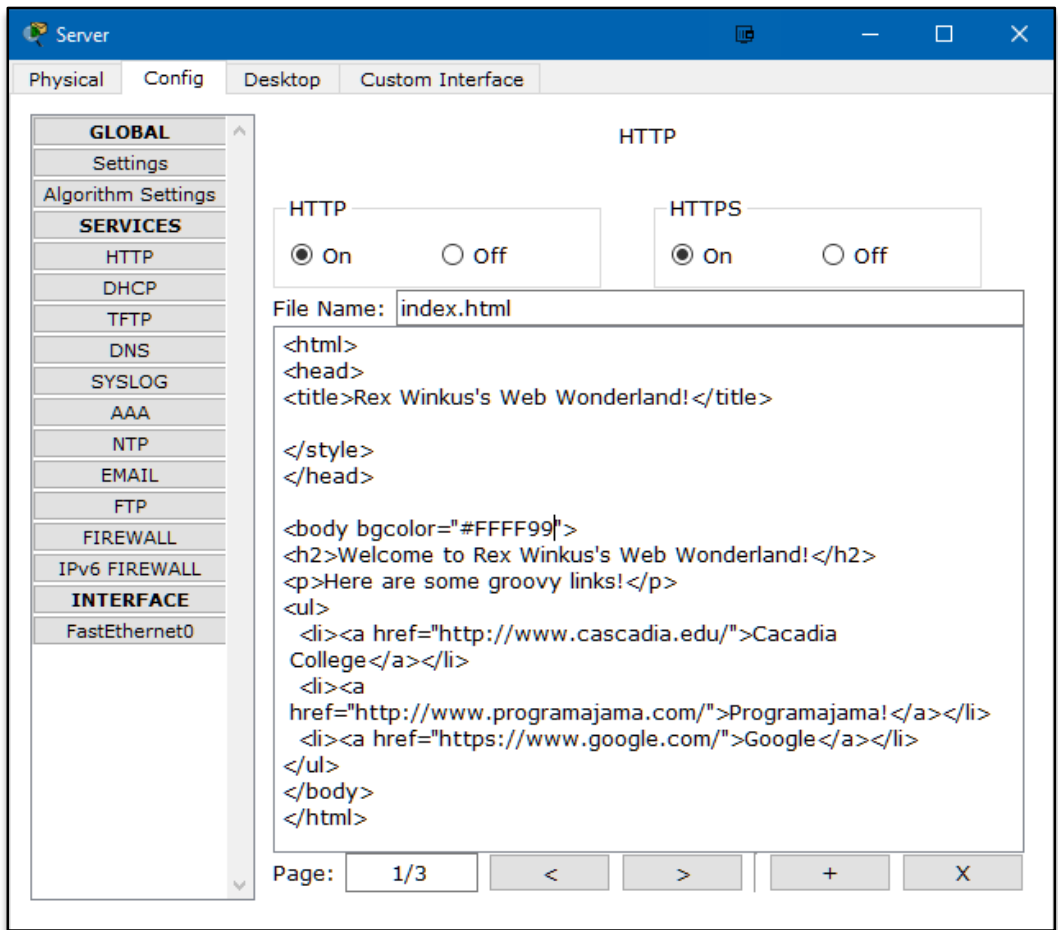 Server
Physical Config Desktop Custom Interface
GLOBAL
Settings
Algorithm Settings
SERVICES
HTTP
DHCP
TFTP
DNS
SYSLOG
AAA
NTP
EMAIL
FTP
FIREWALL
IPv6 FIREWALL
INTERFACE
FastEthernet0
HTTP
HTTP
On Off
HTTPS
On Off
File Name: index.html
<html>
<head>
<title>Rex Winkus's Web Wonderland!</title>
</style>
</head>
<body bgcolor="#FFFF99">
<h2>Welcome to Rex Winkus's Web Wonderland!</h2>
<p>Here are some groovy links!</p>
<ul>
<li><a href="http://www.cascadia.edu/">Cacadia
College</a></li>
<li><a
href="http://www.programajama.com/">Programajama!</a></li>
<li><a href="https://www.google.com/">Google</a></li>
</ul>
</body>
</html>
Page: 1/3 < > + X